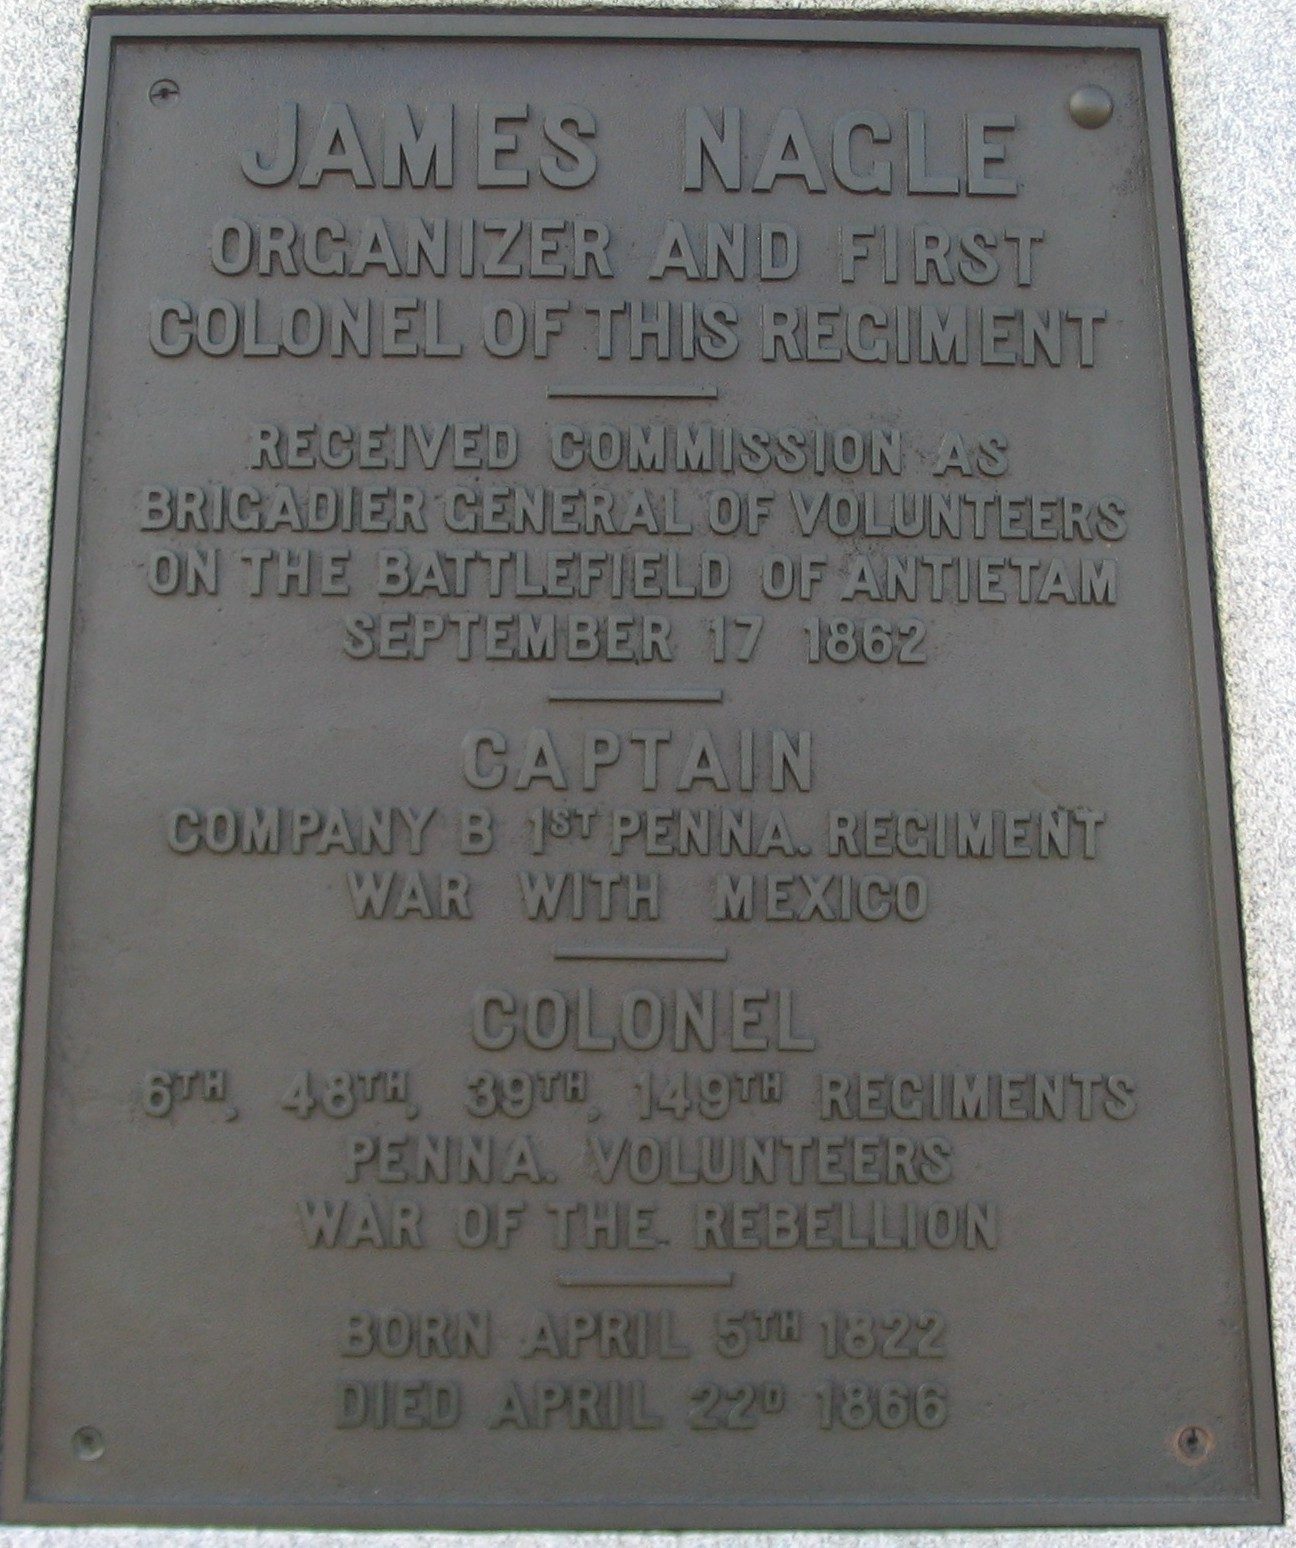 JAMES NAGLE
ORGANIZER AND FIRST
COLONEL OF THIS REGIMENT
RECEIVED COMMISSION AS
BRIGADIER GENERAL OF VOLUNTEERS
ON THE BATTLEFIELD OF ANTIETAM
SEPTEMBER 17 1862
CAPTAIN
COMPANY B 1ST PENNA. REGIMENT
WAR WITH MEXICO
COLONEL
6TH, 48TH, 39TH, 149TH REGIMENTS
PENNA. VOLUNTEERS
WAR OF THE REBELLION
BORN APRIL 5TH 1822
DIED APRIL 22D 1866